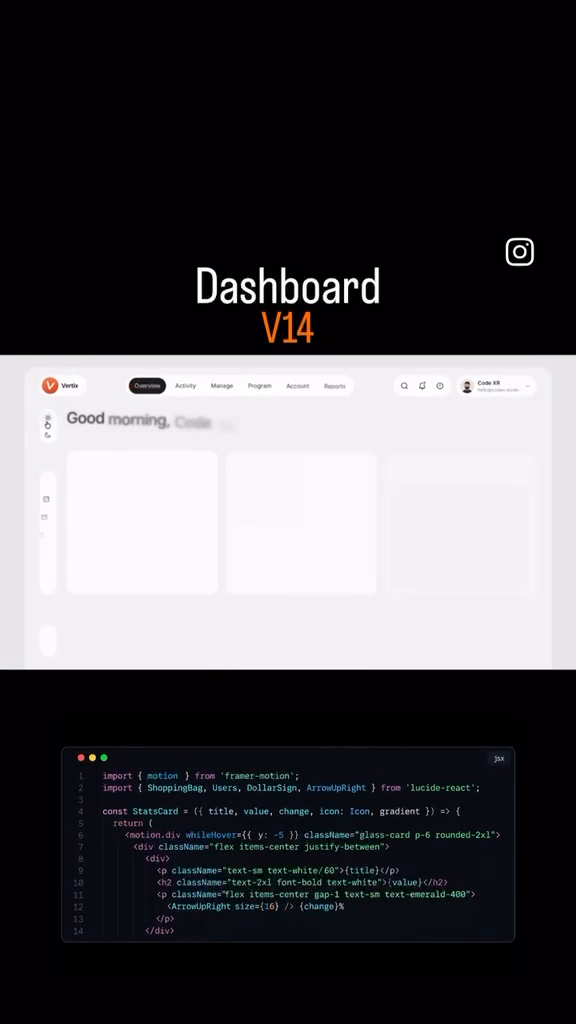 Dashboard
V14
Vertix
Overview Activity Manage Program Account Reports
Code XR
Good morning, Code
jsx
1 import { motion } from 'framer-motion';
2 import { ShoppingBag, Users, DollarSign, ArrowUpRight } from 'lucide-react';
3
4 const StatsCard = ({ title, value, change, icon: Icon, gradient }) => {
5 return (
6 <motion.div whileHover={{ y: -5 }} className="glass-card p-6 rounded-2xl">
7 <div className="flex items-center justify-between">
8 <div>
9 <p className="text-sm text-white/60">{title}</p>
10 <h2 className="text-2xl font-bold text-white">{value}</h2>
11 <p className="flex items-center gap-1 text-sm text-emerald-400">
12 <ArrowUpRight size={16} /> {change}%
13 </p>
14 </div>